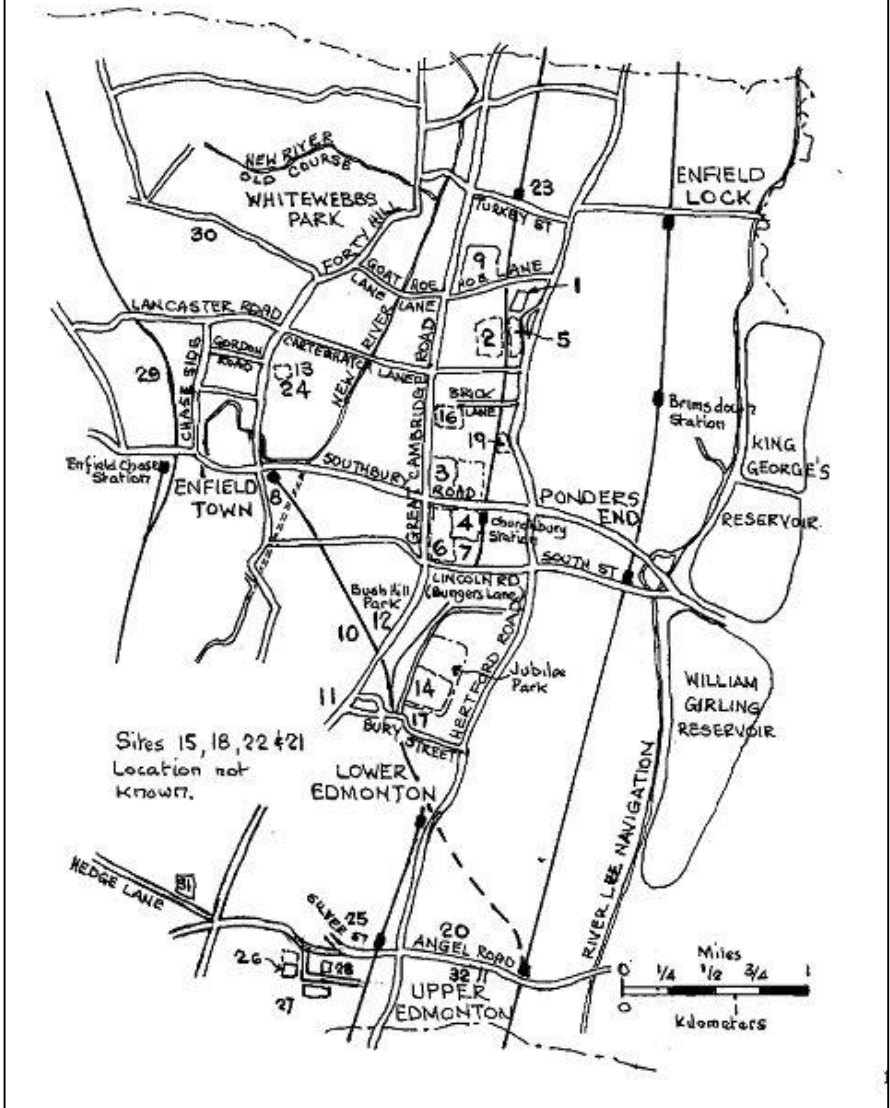 NEW RIVER
OLD COURSE
WHITEWEBBS
PARK
30
FORTY HILL
23
TURKEY ST
ENFIELD
LOCK
9
GOAT
LANE
HOE LANE
1
LANCASTER ROAD
CHASE SIDE
GORDON
ROAD
CARTERHATCH LANE
NEW RIVER
GREAT CAMBRIDGE ROAD
2
5
29
13
24
BRICK
LANE
16
19
Brimsdown
Station
KING
GEORGE'S
RESERVOIR
Enfield Chase
Station
ENFIELD
TOWN
8
SOUTHBURY
ROAD
3
PONDERS
END
4
Churchbury
Station
6
7
SOUTH ST
LINCOLN RD
(Bungers Lane)
Bush Hill
Park
12
10
HERTFORD ROAD
Jubilee
Park
14
11
17
BURY STREET
WILLIAM
GIRLING
RESERVOIR
Sites 15, 18, 22 & 21
Location not
known.
LOWER
EDMONTON
RIVER LEE NAVIGATION
HEDGE LANE
31
SILVER ST
25
20
ANGEL ROAD
26
28
27
32
UPPER
EDMONTON
Miles
0 1/4 1/2 3/4 1
0
Kilometers